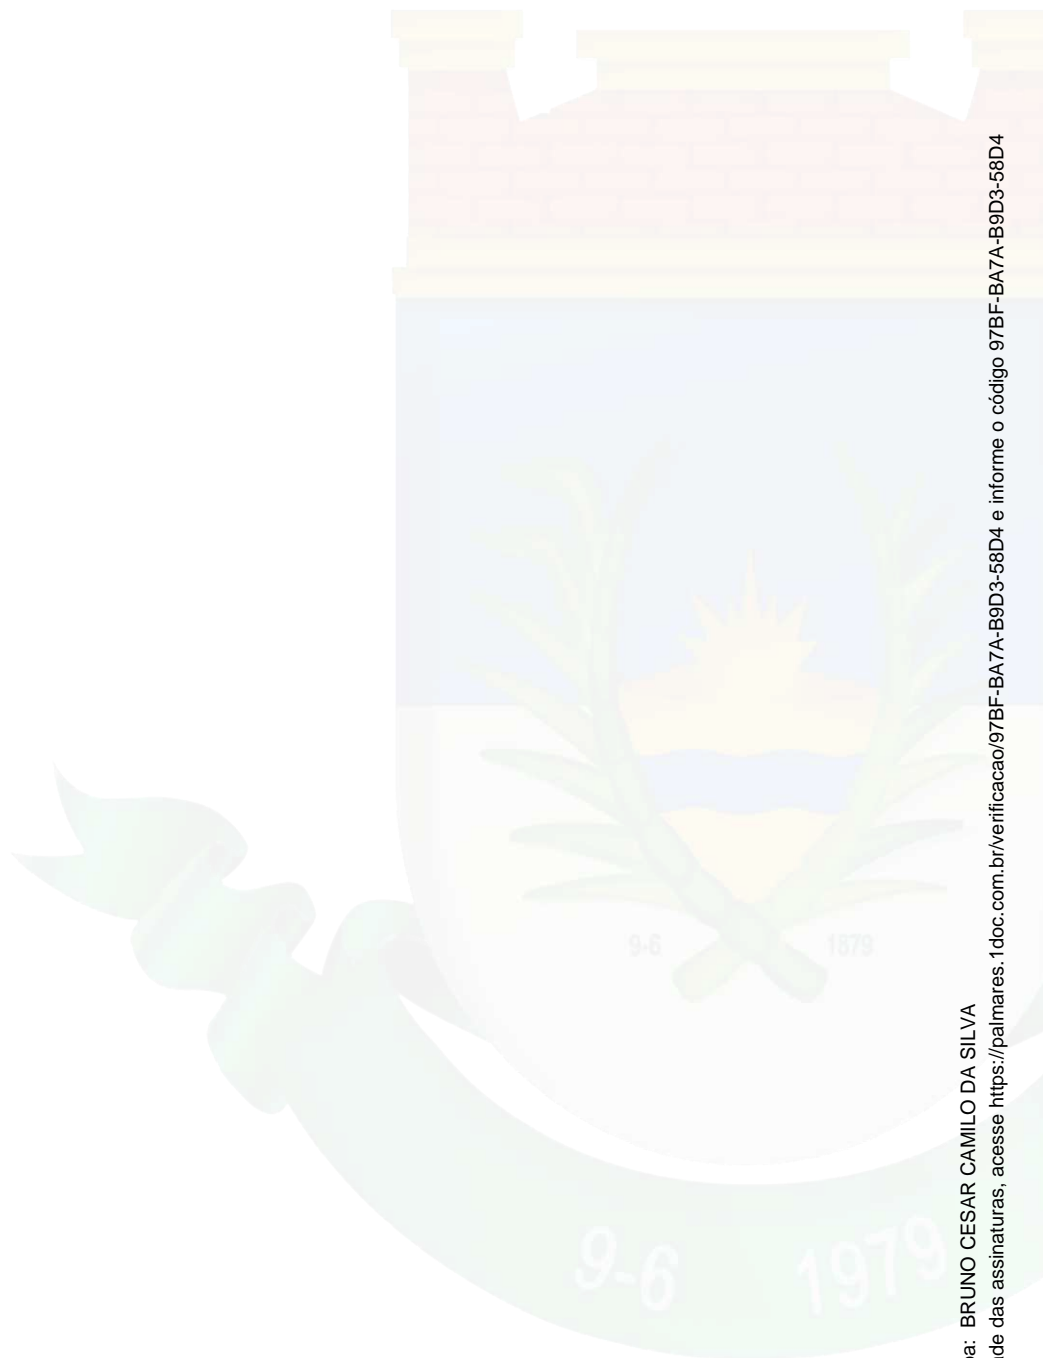 9-6 1879
9-6 1979
oa: BRUNO CESAR CAMILO DA SILVA
de das assinaturas, acesse https://palmares.1doc.com.br/verificacao/97BF-BA7A-B9D3-58D4 e informe o código 97BF-BA7A-B9D3-58D4